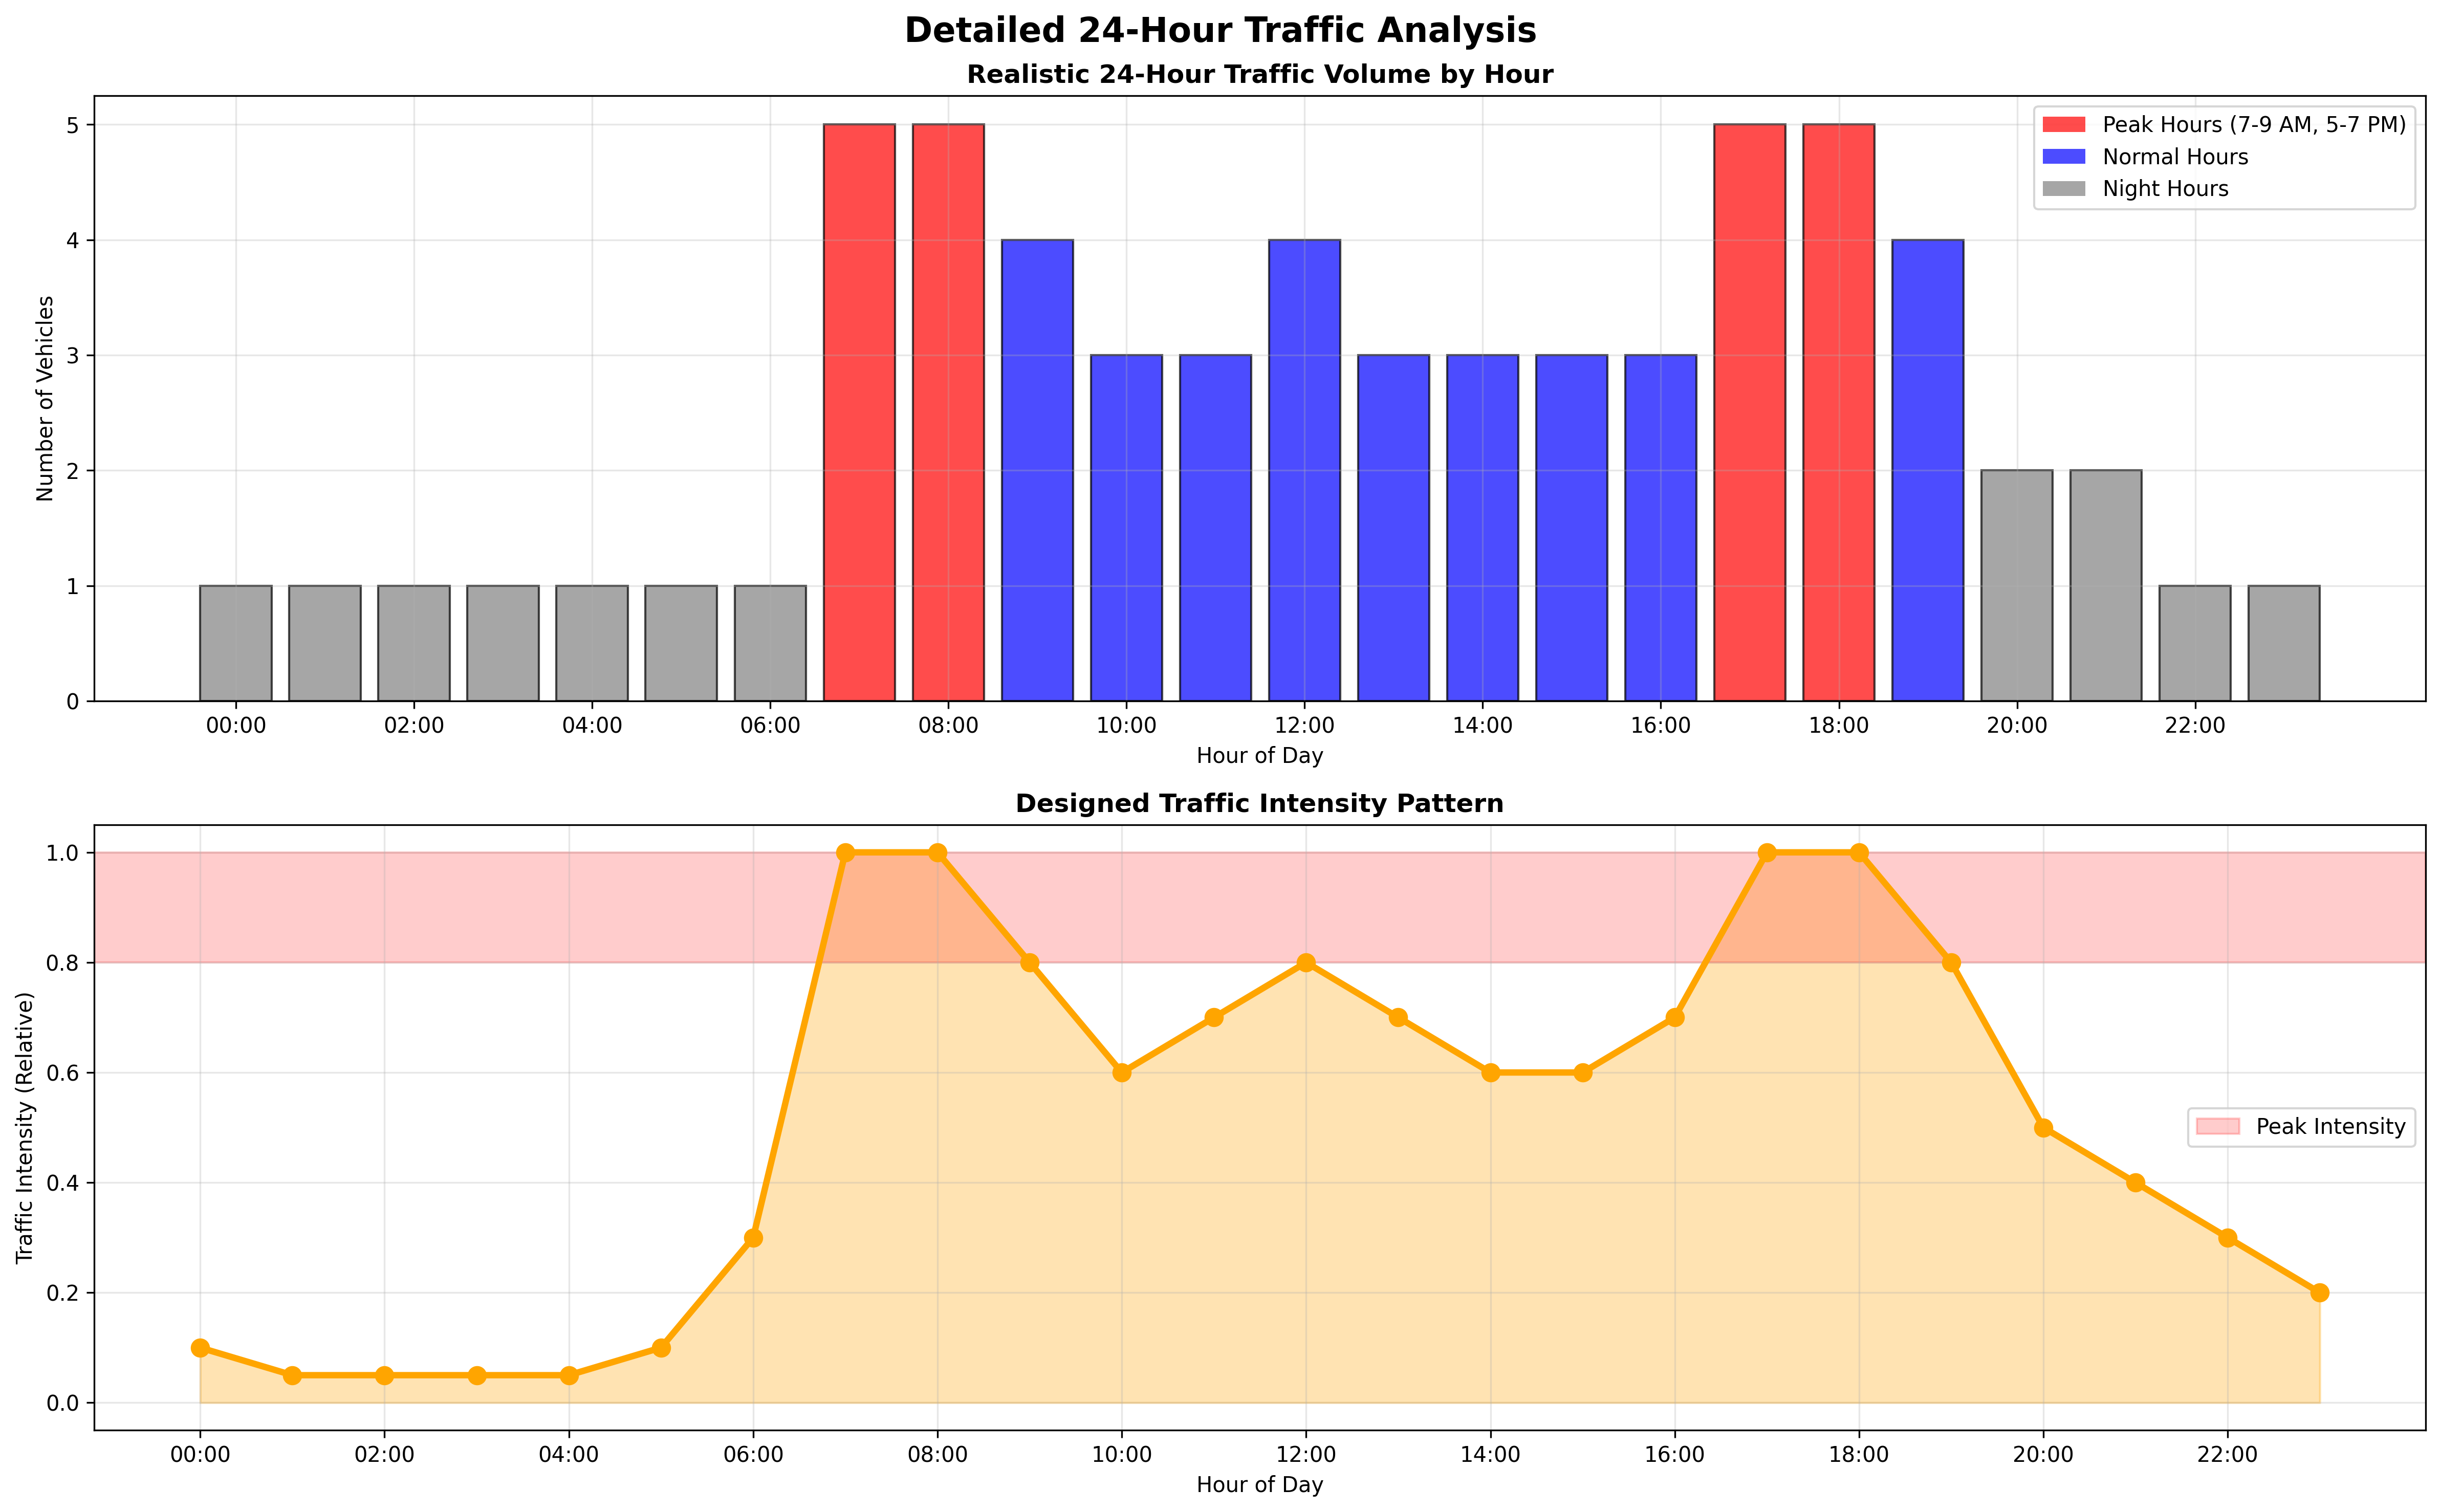 Detailed 24-Hour Traffic Analysis
Realistic 24-Hour Traffic Volume by Hour
Number of Vehicles
5
4
3
2
1
0
Peak Hours (7-9 AM, 5-7 PM)
Normal Hours
Night Hours
00:00 02:00 04:00 06:00 08:00 10:00 12:00 14:00 16:00 18:00 20:00 22:00
Hour of Day
Designed Traffic Intensity Pattern
Traffic Intensity (Relative)
1.0
0.8
0.6
0.4
0.2
0.0
Peak Intensity
00:00 02:00 04:00 06:00 08:00 10:00 12:00 14:00 16:00 18:00 20:00 22:00
Hour of Day